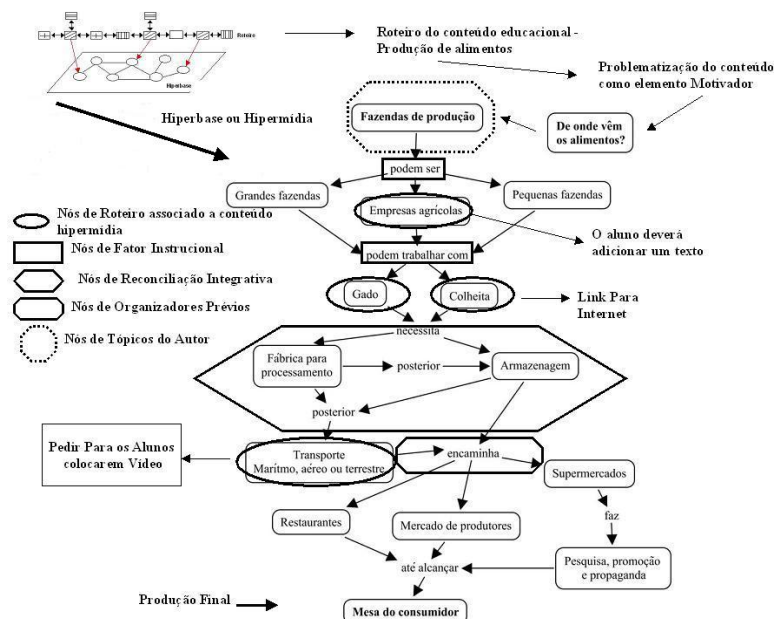 Roteiro
Hiperbase
Roteiro do conteúdo educacional -
Produção de alimentos
Problematização do conteúdo
como elemento Motivador
Hiperbase ou Hipermídia
Fazendas de produção
De onde vêm
os alimentos?
podem ser
Grandes fazendas
Pequenas fazendas
Empresas agrícolas
Nós de Roteiro associado a conteúdo
hipermídia
Nós de Fator Instrucional
Nós de Reconciliação Integrativa
Nós de Organizadores Prévios
Nós de Tópicos do Autor
podem trabalhar com
O aluno deverá
adicionar um texto
Gado
Colheita
Link Para
Internet
necessita
Fábrica para
processamento
posterior
Armazenagem
posterior
Pedir Para os Alunos
colocarem Vídeo
Transporte
Marítmo, aéreo ou terrestre
encaminha
Supermercados
Restaurantes
Mercado de produtores
faz
até alcançar
Pesquisa, promoção
e propaganda
Produção Final
Mesa do consumidor